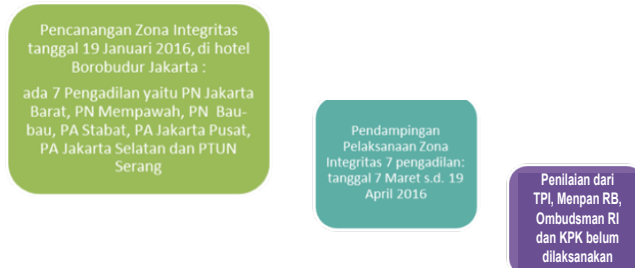 Pencanangan Zona Integritas
tanggal 19 Januari 2016, di hotel
Borobudur Jakarta :
ada 7 Pengadilan yaitu PN Jakarta
Barat, PN Mempawah, PN Bau-
bau, PA Stabat, PA Jakarta Pusat,
PA Jakarta Selatan dan PTUN
Serang
Pendampingan
Pelaksanaan Zona
Integritas 7 pengadilan:
tanggal 7 Maret s.d. 19
April 2016
Penilaian dari
TPI, Menpan RB,
Ombudsman RI
dan KPK belum
dilaksanakan